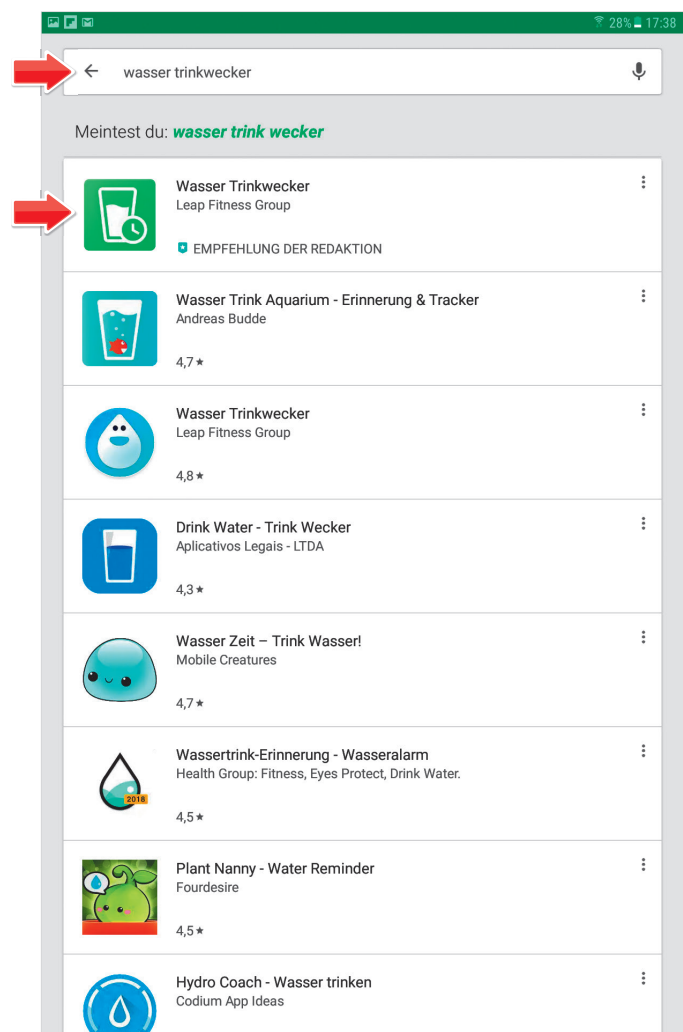 28% 17:38
wasser trinkwecker
Meintest du: wasser trink wecker
Wasser Trinkwecker
Leap Fitness Group
EMPFEHLUNG DER REDAKTION
Wasser Trink Aquarium - Erinnerung & Tracker
Andreas Budde
4,7★
Wasser Trinkwecker
Leap Fitness Group
4,8★
Drink Water - Trink Wecker
Aplicativos Legais - LTDA
4,3★
Wasser Zeit – Trink Wasser!
Mobile Creatures
4,7★
Wassertrink-Erinnerung - Wasseralarm
Health Group: Fitness, Eyes Protect, Drink Water.
2018
4,5★
Plant Nanny - Water Reminder
Fourdesire
4,5★
Hydro Coach - Wasser trinken
Codium App Ideas